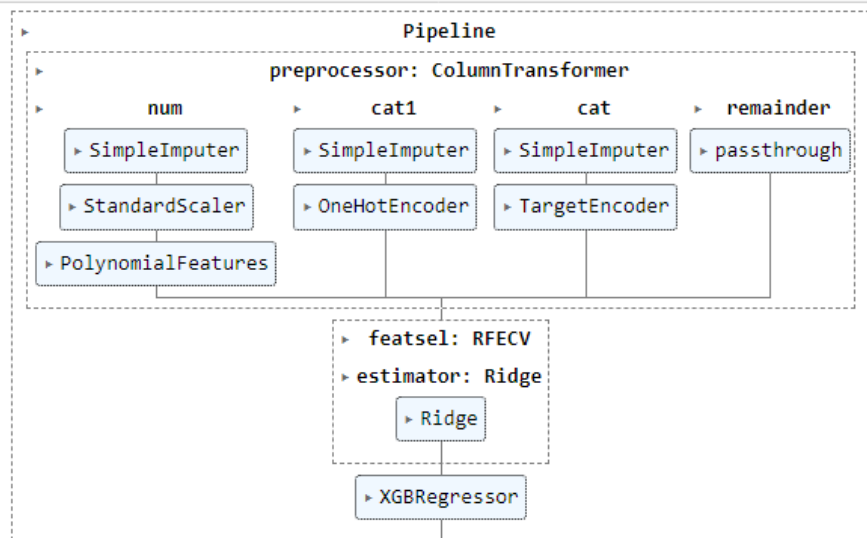 Pipeline
preprocessor: ColumnTransformer
num cat1 cat remainder
SimpleImputer SimpleImputer SimpleImputer passthrough
StandardScaler OneHotEncoder TargetEncoder
PolynomialFeatures
featsel: RFECV
estimator: Ridge
Ridge
XGBRegressor